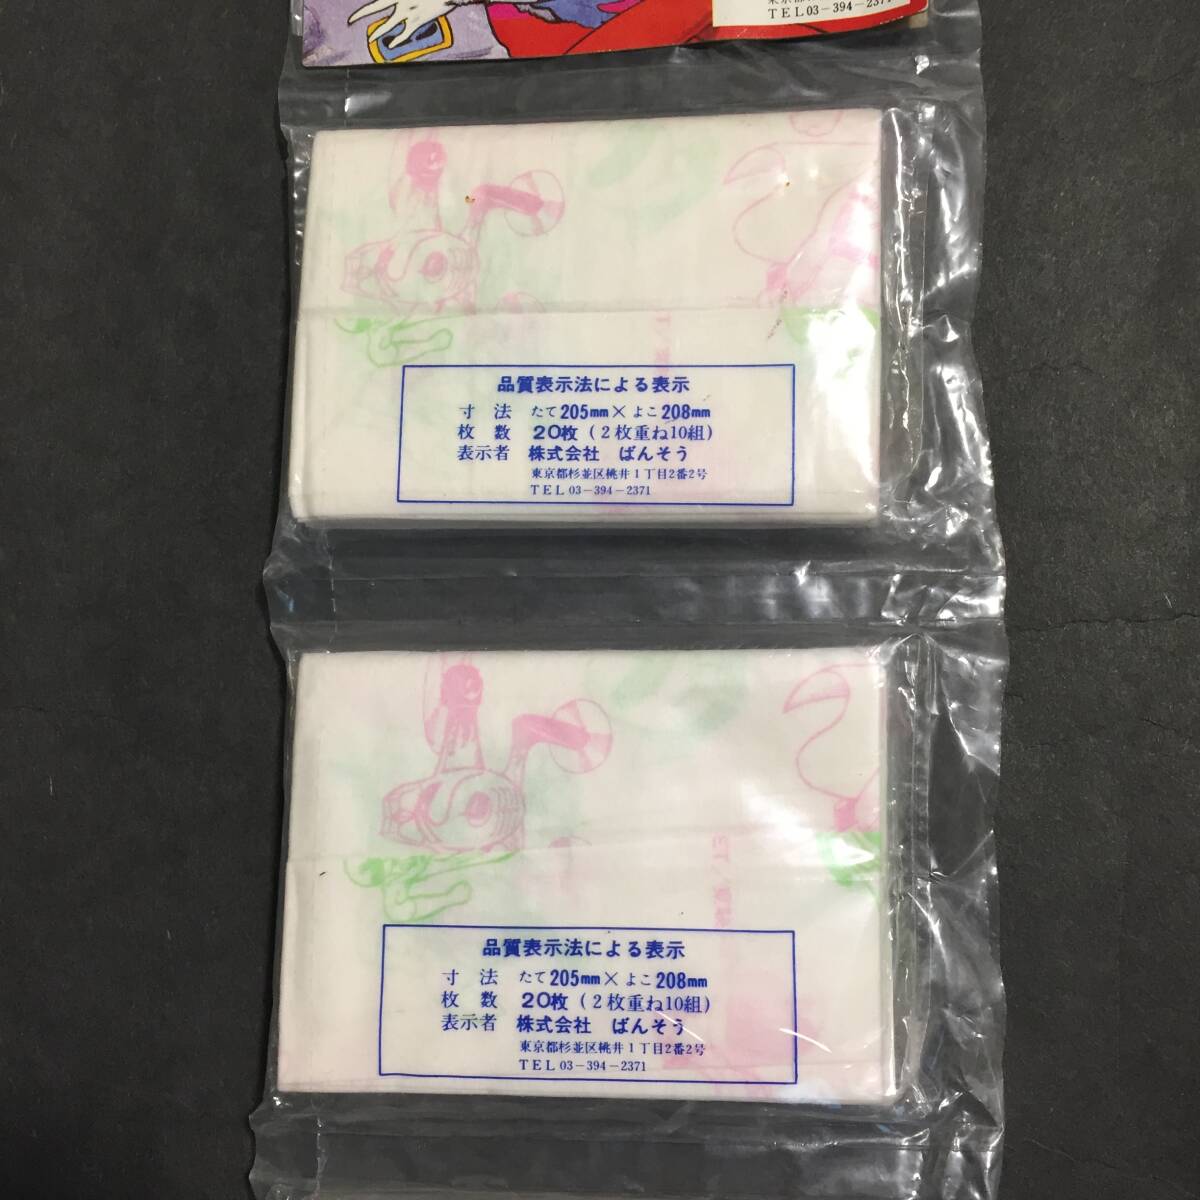 TEL03-394-2371
品質表示法による表示
寸法 たて205mm×よこ208mm
枚数 20枚(2枚重ね10組)
表示者 株式会社 ばんそう
東京都杉並区桃井1丁目2番2号
TEL 03-394-2371
品質表示法による表示
寸法 たて205mm×よこ208mm
枚数 20枚(2枚重ね10組)
表示者 株式会社 ばんそう
東京都杉並区桃井1丁目2番2号
TEL 03-394-2371